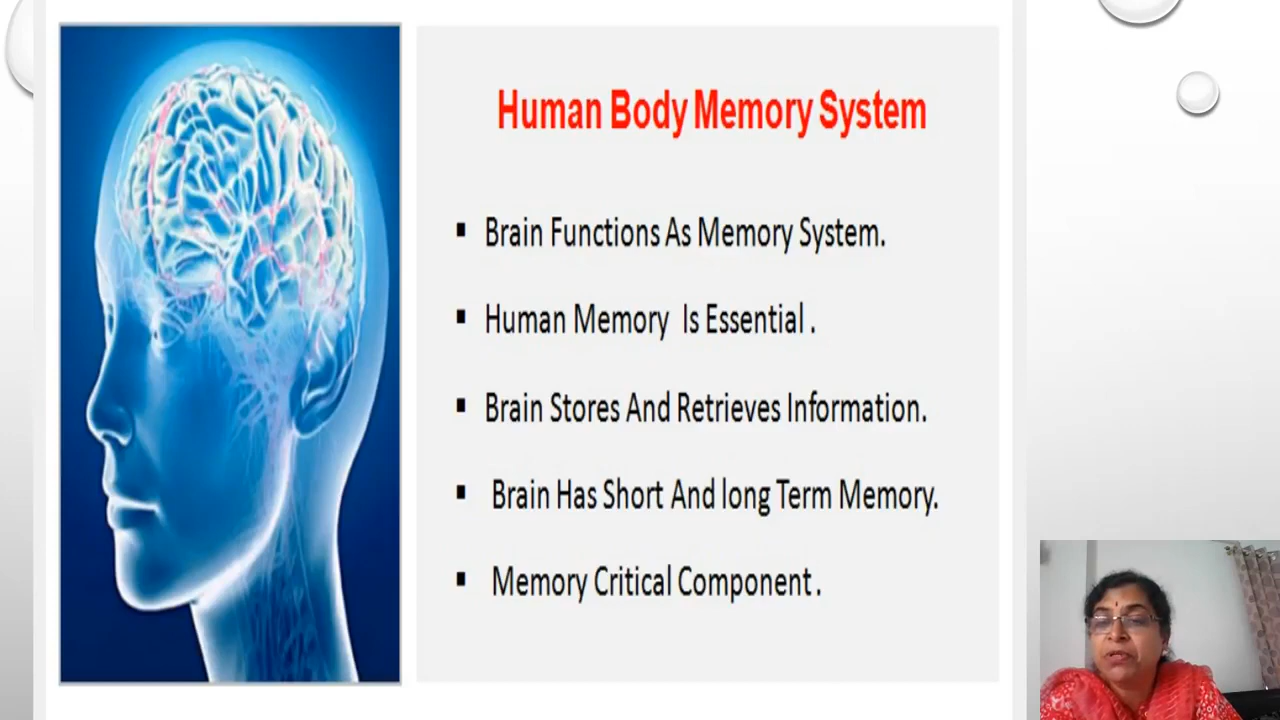 Human Body Memory System
▪ Brain Functions As Memory System.
▪ Human Memory Is Essential .
▪ Brain Stores And Retrieves Information.
▪ Brain Has Short And long Term Memory.
▪ Memory Critical Component .